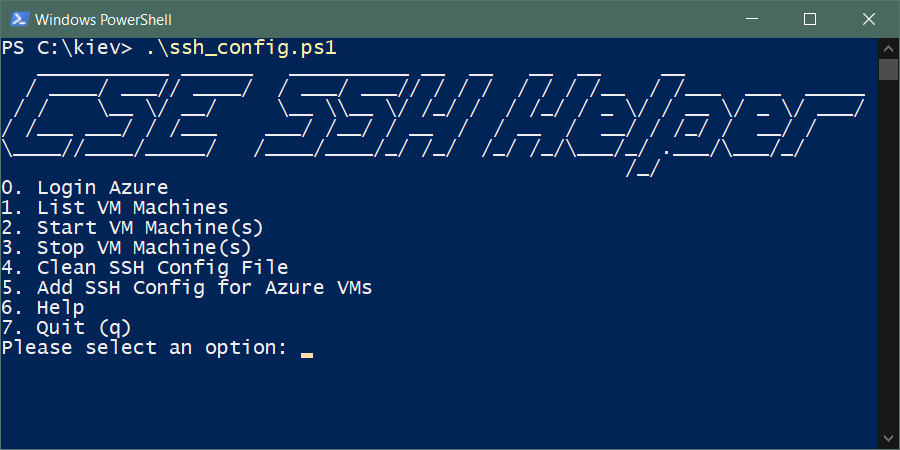 Windows PowerShell
PS C:\kiev> .\ssh_config.ps1
CSE SSH Helper
0. Login Azure
1. List VM Machines
2. Start VM Machine(s)
3. Stop VM Machine(s)
4. Clean SSH Config File
5. Add SSH Config for Azure VMs
6. Help
7. Quit (q)
Please select an option: